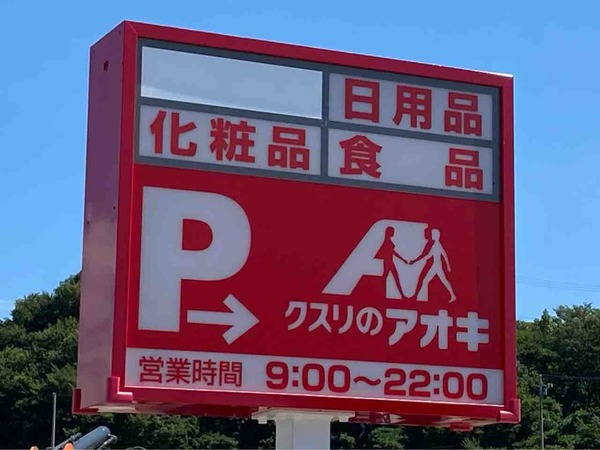 日用品
化粧品 食品
P→
クスリのアオキ
営業時間 9:00～22:00